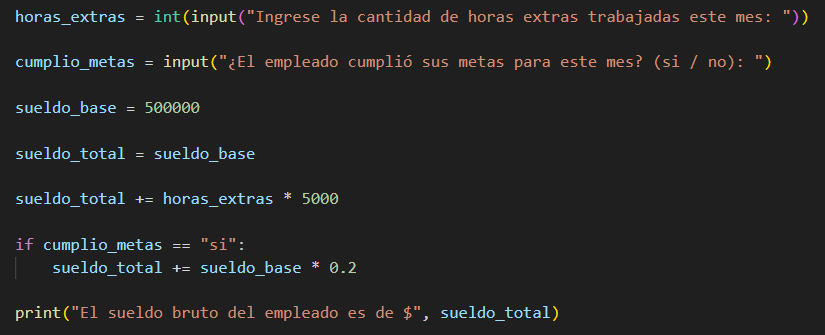 horas_extras = int(input("Ingrese la cantidad de horas extras trabajadas este mes: "))
cumplio_metas = input("¿El empleado cumplió sus metas para este mes? (si / no): ")
sueldo_base = 500000
sueldo_total = sueldo_base
sueldo_total += horas_extras * 5000
if cumplio_metas == "si":
    sueldo_total += sueldo_base * 0.2
print("El sueldo bruto del empleado es de $", sueldo_total)